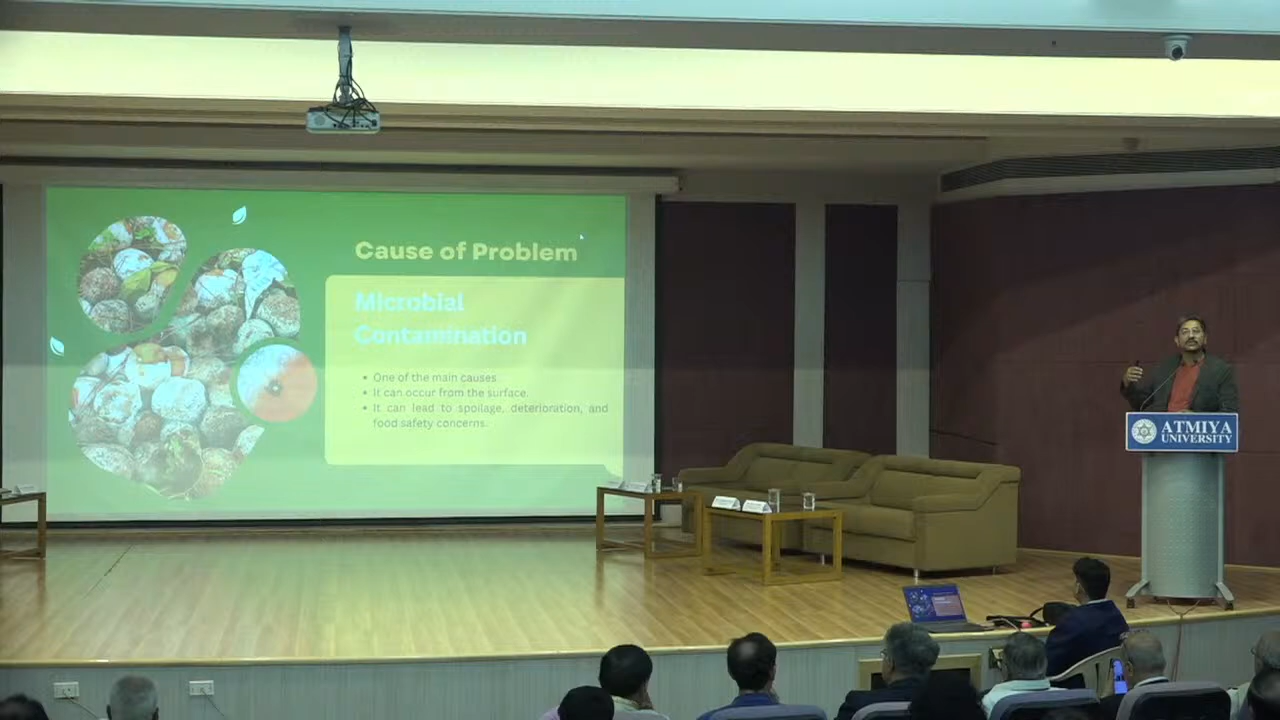 Cause of Problem
Microbial
Contamination
• One of the main causes.
• It can occur from the surface.
• It can lead to spoilage, deterioration, and
food safety concerns.
ATMIYA
UNIVERSITY